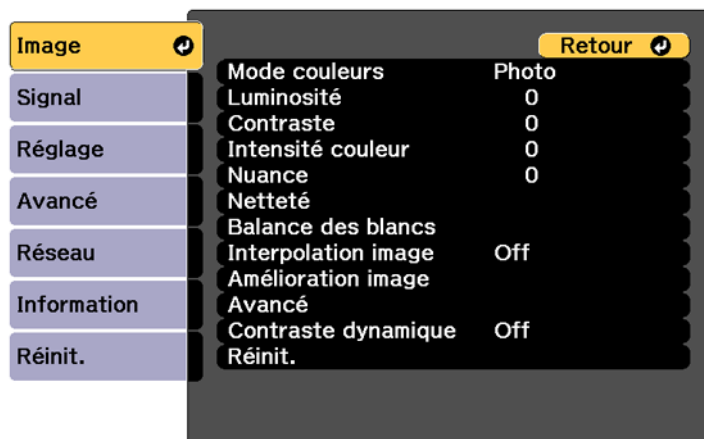 Image
Signal
Réglage
Avancé
Réseau
Information
Réinit.
Retour
Mode couleurs Photo
Luminosité 0
Contraste 0
Intensité couleur 0
Nuance 0
Netteté
Balance des blancs
Interpolation image Off
Amélioration image
Avancé
Contraste dynamique Off
Réinit.